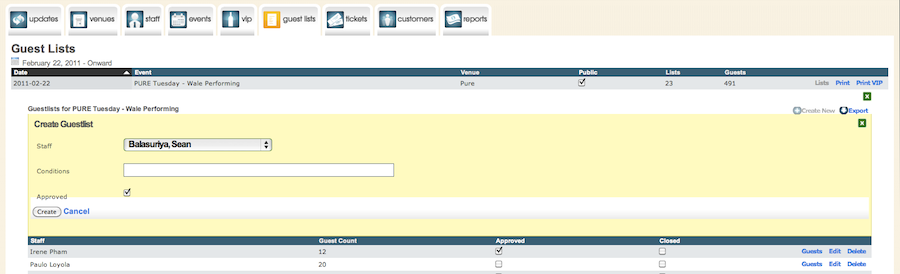 updates venues staff events vip guest lists tickets customers reports
Guest Lists
February 22, 2011 - Onward
Date Event Venue Public Lists Guests
2011-02-22 PURE Tuesday - Wale Performing Pure 23 491 Lists Print Print VIP
Guestlists for PURE Tuesday - Wale Performing
Create New Export
Create Guestlist
Staff Balasuriya, Sean
Conditions
Approved
Create Cancel
Staff Guest Count Approved Closed
Irene Pham 12 Guests Edit Delete
Paulo Loyola 20 Guests Edit Delete